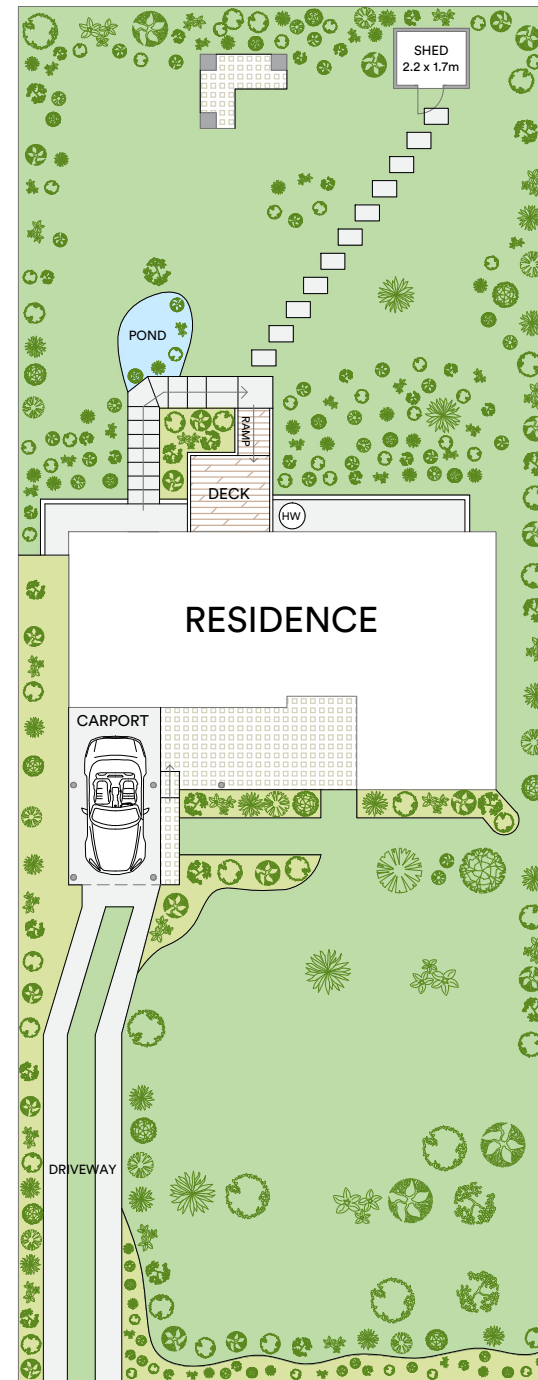 SHED
2.2 x 1.7m
POND
RAMP
DECK
HW
RESIDENCE
CARPORT
DRIVEWAY